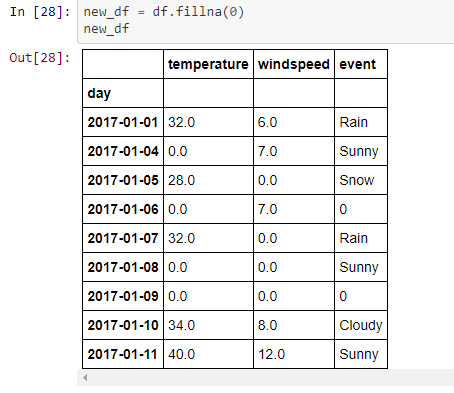 In [28]: new_df = df.fillna(0)
new_df
Out[28]:
temperature windspeed event
day
2017-01-01 32.0 6.0 Rain
2017-01-04 0.0 7.0 Sunny
2017-01-05 28.0 0.0 Snow
2017-01-06 0.0 7.0 0
2017-01-07 32.0 0.0 Rain
2017-01-08 0.0 0.0 Sunny
2017-01-09 0.0 0.0 0
2017-01-10 34.0 8.0 Cloudy
2017-01-11 40.0 12.0 Sunny